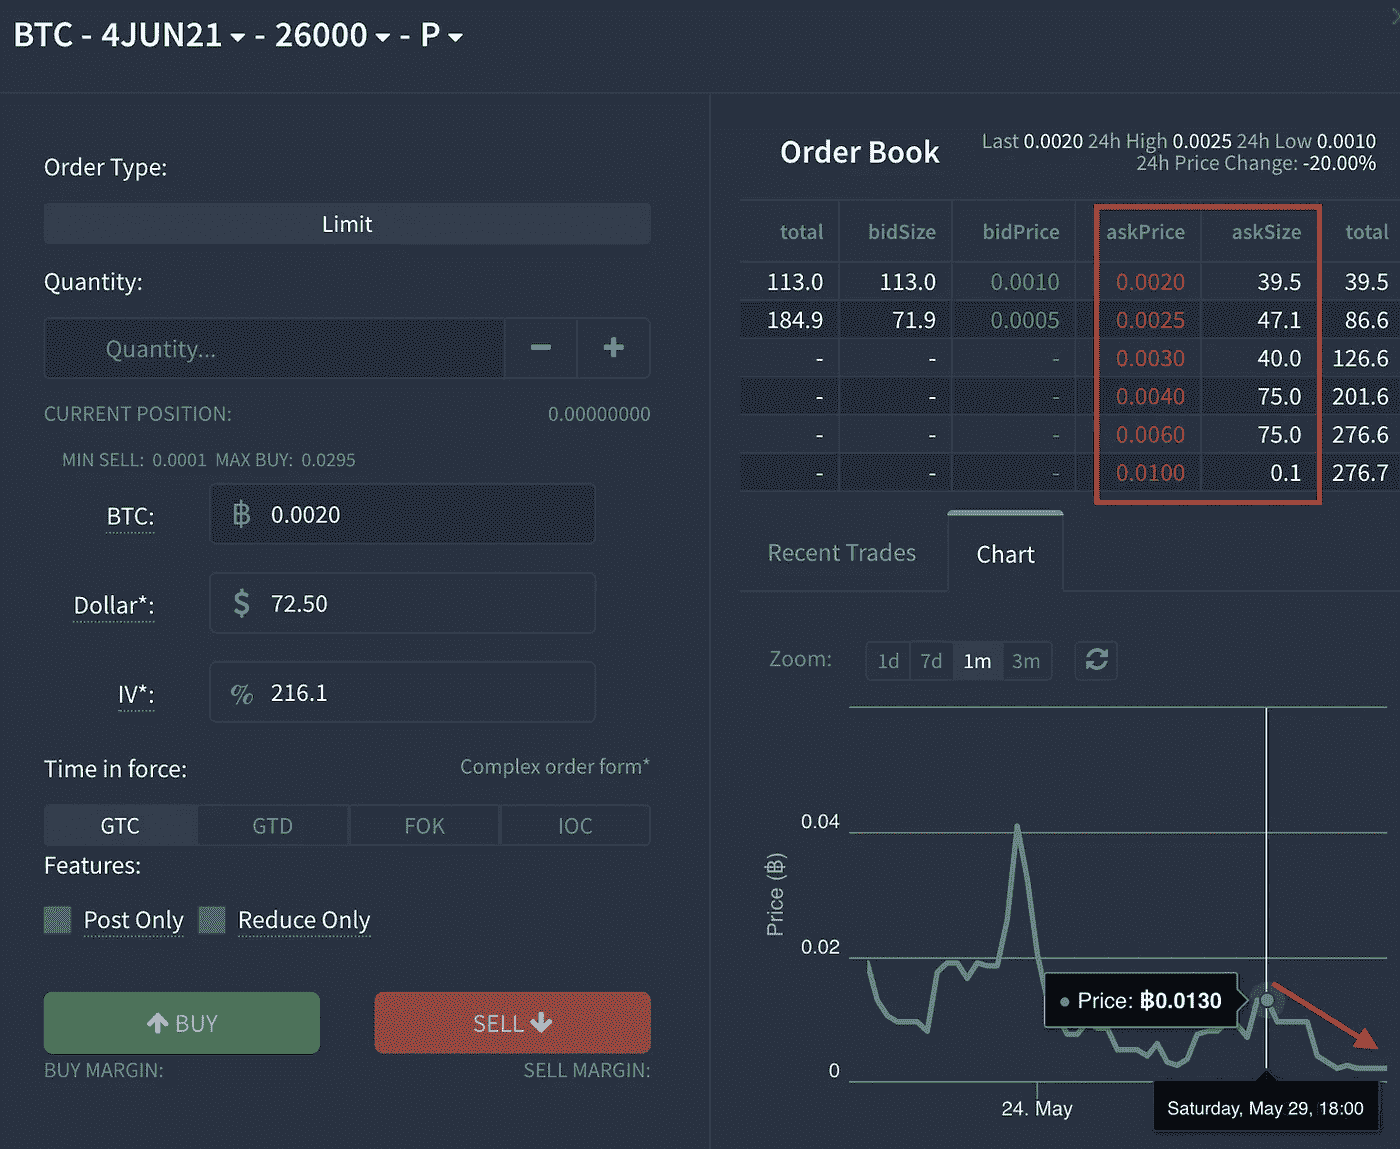 BTC - 4JUN21 - 26000 - P
Order Type:
Limit
Quantity:
Quantity...
CURRENT POSITION: 0.00000000
MIN SELL: 0.0001 MAX BUY: 0.0295
BTC: ฿ 0.0020
Dollar*: $ 72.50
IV*: % 216.1
Time in force: Complex order form*
GTC GTD FOK IOC
Features:
Post Only Reduce Only
BUY SELL
BUY MARGIN: SELL MARGIN:
Order Book
Last 0.0020 24h High 0.0025 24h Low 0.0010
24h Price Change: -20.00%
total bidSize bidPrice askPrice askSize total
113.0 113.0 0.0010 0.0020 39.5 39.5
184.9 71.9 0.0005 0.0025 47.1 86.6
- - - 0.0030 40.0 126.6
- - - 0.0040 75.0 201.6
- - - 0.0060 75.0 276.6
- - - 0.0100 0.1 276.7
Recent Trades Chart
Zoom: 1d 7d 1m 3m
Price (฿)
0.04
0.02
Price: ฿0.0130
0
24. May
Saturday, May 29, 18:00